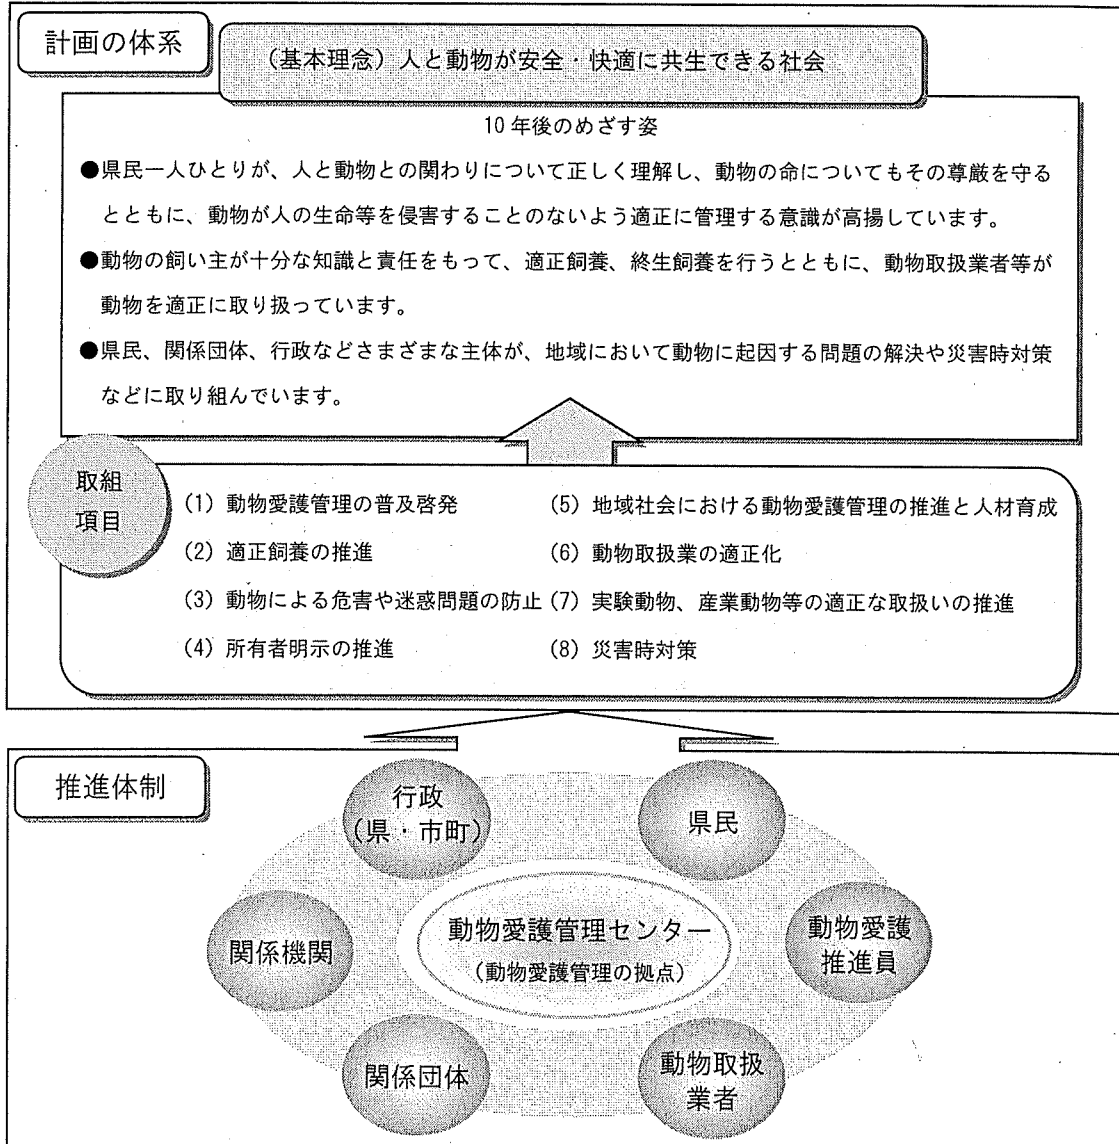 計画の体系
(基本理念)人と動物が安全・快適に共生できる社会
10年後のめざす姿
●県民一人ひとりが、人と動物との関わりについて正しく理解し、動物の命についてもその尊厳を守る
とともに、動物が人の生命等を侵害することのないよう適正に管理する意識が高揚しています。
●動物の飼い主が十分な知識と責任をもって、適正飼養、終生飼養を行うとともに、動物取扱業者等が
動物を適正に取り扱っています。
●県民、関係団体、行政などさまざまな主体が、地域において動物に起因する問題の解決や災害時対策
などに取り組んでいます。
取組
項目
(1) 動物愛護管理の普及啓発
(2) 適正飼養の推進
(3) 動物による危害や迷惑問題の防止
(4) 所有者明示の推進
(5) 地域社会における動物愛護管理の推進と人材育成
(6) 動物取扱業の適正化
(7) 実験動物、産業動物等の適正な取扱いの推進
(8) 災害時対策
推進体制
行政
(県・市町)
県民
関係機関
動物愛護管理センター
(動物愛護管理の拠点)
動物愛護
推進員
関係団体
動物取扱
業者